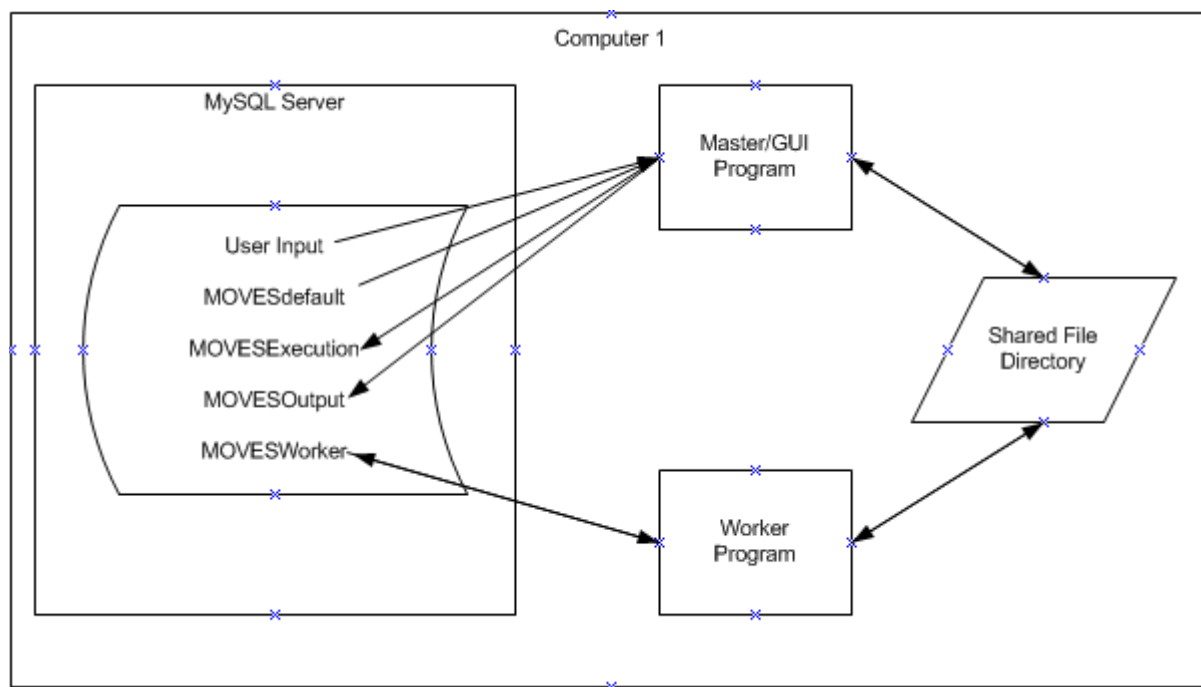 Computer 1
MySQL Server
Master/GUI
Program
User Input
MOVESdefault
MOVESExecution
MOVESOutput
MOVESWorker
Shared File
Directory
Worker
Program